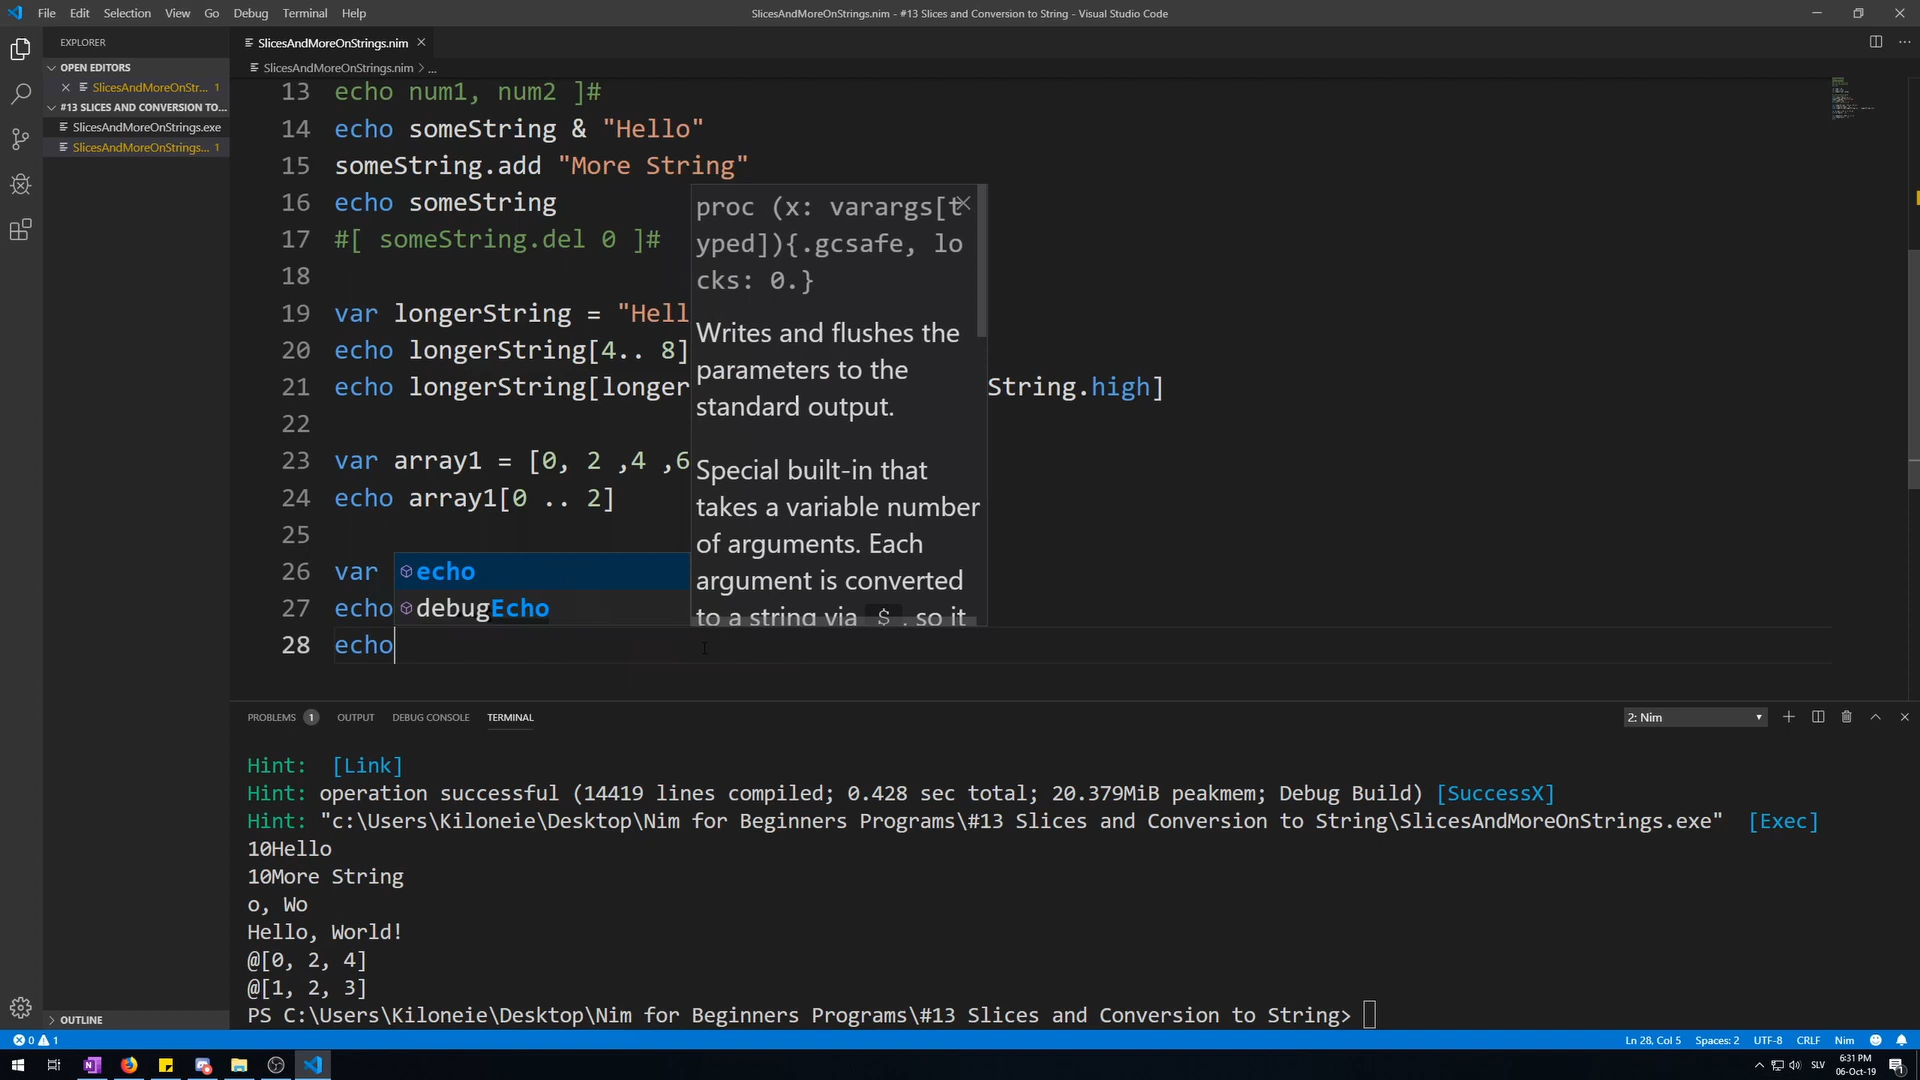 File Edit Selection View Go Debug Terminal Help
SlicesAndMoreOnStrings.nim - #13 Slices and Conversion to String - Visual Studio Code
EXPLORER
OPEN EDITORS
SlicesAndMoreOnStr... 1
#13 SLICES AND CONVERSION TO...
SlicesAndMoreOnStrings.exe
SlicesAndMoreOnStrings... 1
OUTLINE
SlicesAndMoreOnStrings.nim
SlicesAndMoreOnStrings.nim > ...
13 echo num1, num2 ]#
14 echo someString & "Hello"
15 someString.add "More String"
16 echo someString
17 #[ someString.del 0 ]#
18
19 var longerString = "Hell
20 echo longerString[4.. 8]
21 echo longerString[longer String.high]
22
23 var array1 = [0, 2 ,4 ,6
24 echo array1[0 .. 2]
25
26 var
27 echo
28 echo
echo
debugEcho
proc (x: varargs[t
yped]){.gcsafe, lo
cks: 0.}
Writes and flushes the
parameters to the
standard output.
Special built-in that
takes a variable number
of arguments. Each
argument is converted
to a string via $ , so it
PROBLEMS 1 OUTPUT DEBUG CONSOLE TERMINAL
2: Nim
Hint: [Link]
Hint: operation successful (14419 lines compiled; 0.428 sec total; 20.379MiB peakmem; Debug Build) [SuccessX]
Hint: "c:\Users\Kiloneie\Desktop\Nim for Beginners Programs\#13 Slices and Conversion to String\SlicesAndMoreOnStrings.exe" [Exec]
10Hello
10More String
o, Wo
Hello, World!
@[0, 2, 4]
@[1, 2, 3]
PS C:\Users\Kiloneie\Desktop\Nim for Beginners Programs\#13 Slices and Conversion to String>
0 1
Ln 28, Col 5 Spaces: 2 UTF-8 CRLF Nim
SLV
6:31 PM
06-Oct-19